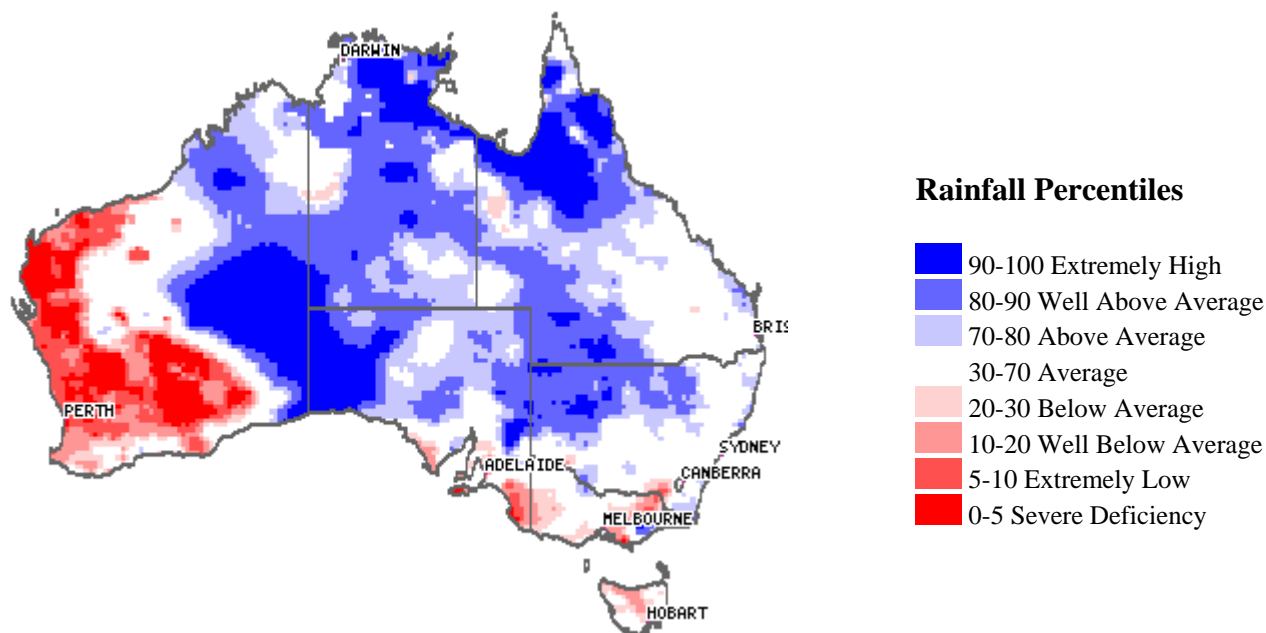 DARWIN
BRIS
PERTH
SYDNEY
ADELAIDE
CANBERRA
MELBOURNE
HOBART
Rainfall Percentiles
90-100 Extremely High
80-90 Well Above Average
70-80 Above Average
30-70 Average
20-30 Below Average
10-20 Well Below Average
5-10 Extremely Low
0-5 Severe Deficiency